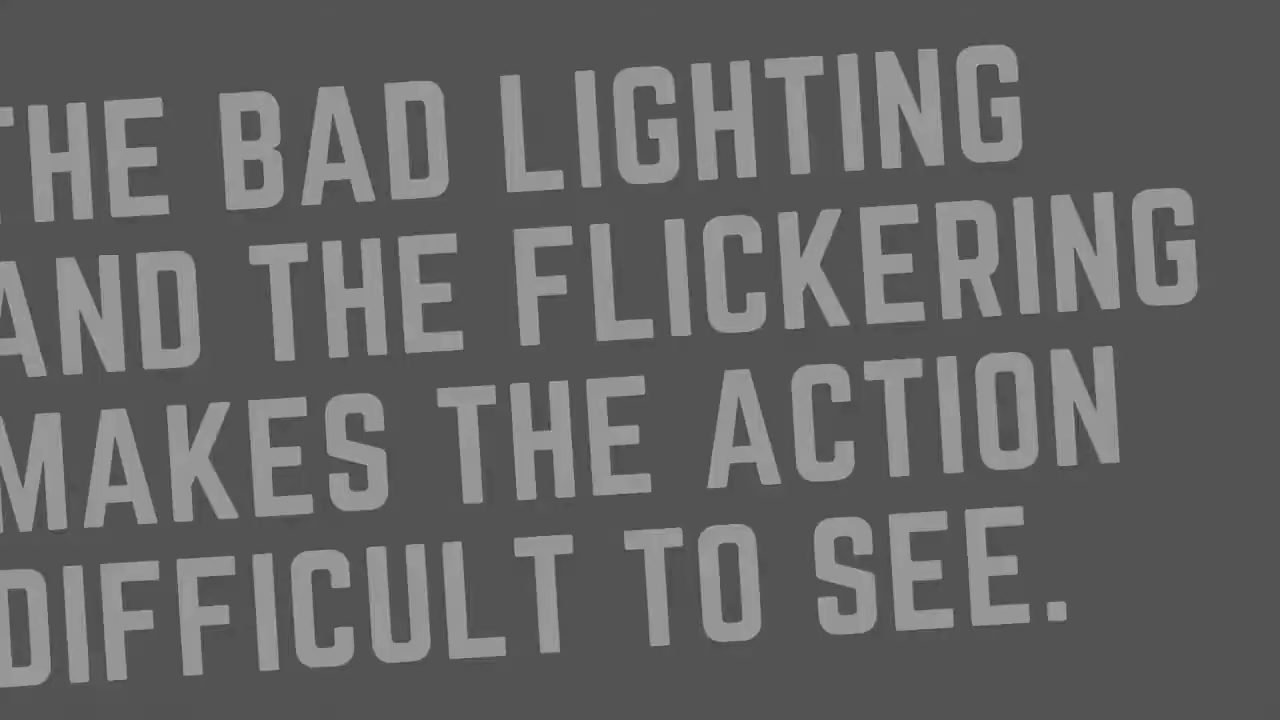 THE BAD LIGHTING
AND THE FLICKERING
MAKES THE ACTION
DIFFICULT TO SEE.